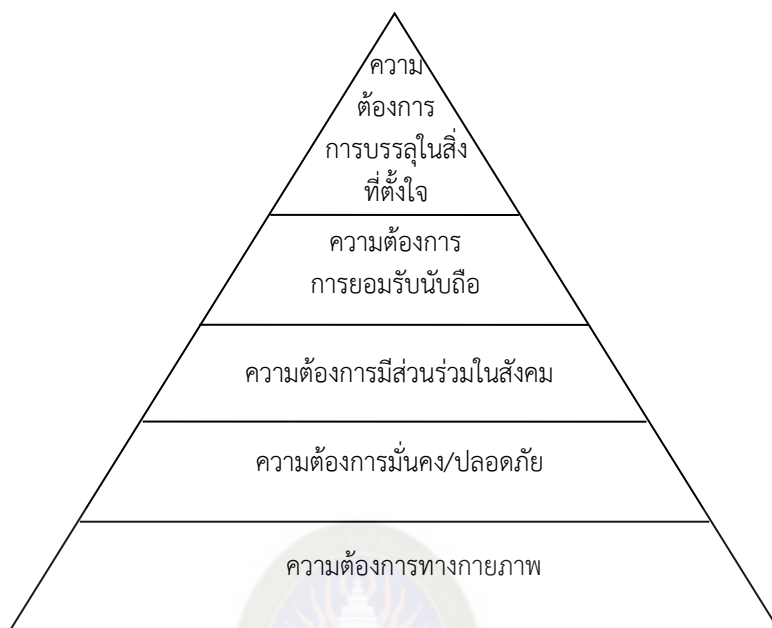 ความ
ต้องการ
การบรรลุในสิ่ง
ที่ตั้งใจ
ความต้องการ
การยอมรับนับถือ
ความต้องการมีส่วนร่วมในสังคม
ความต้องการมั่นคง/ปลอดภัย
ความต้องการทางกายภาพ